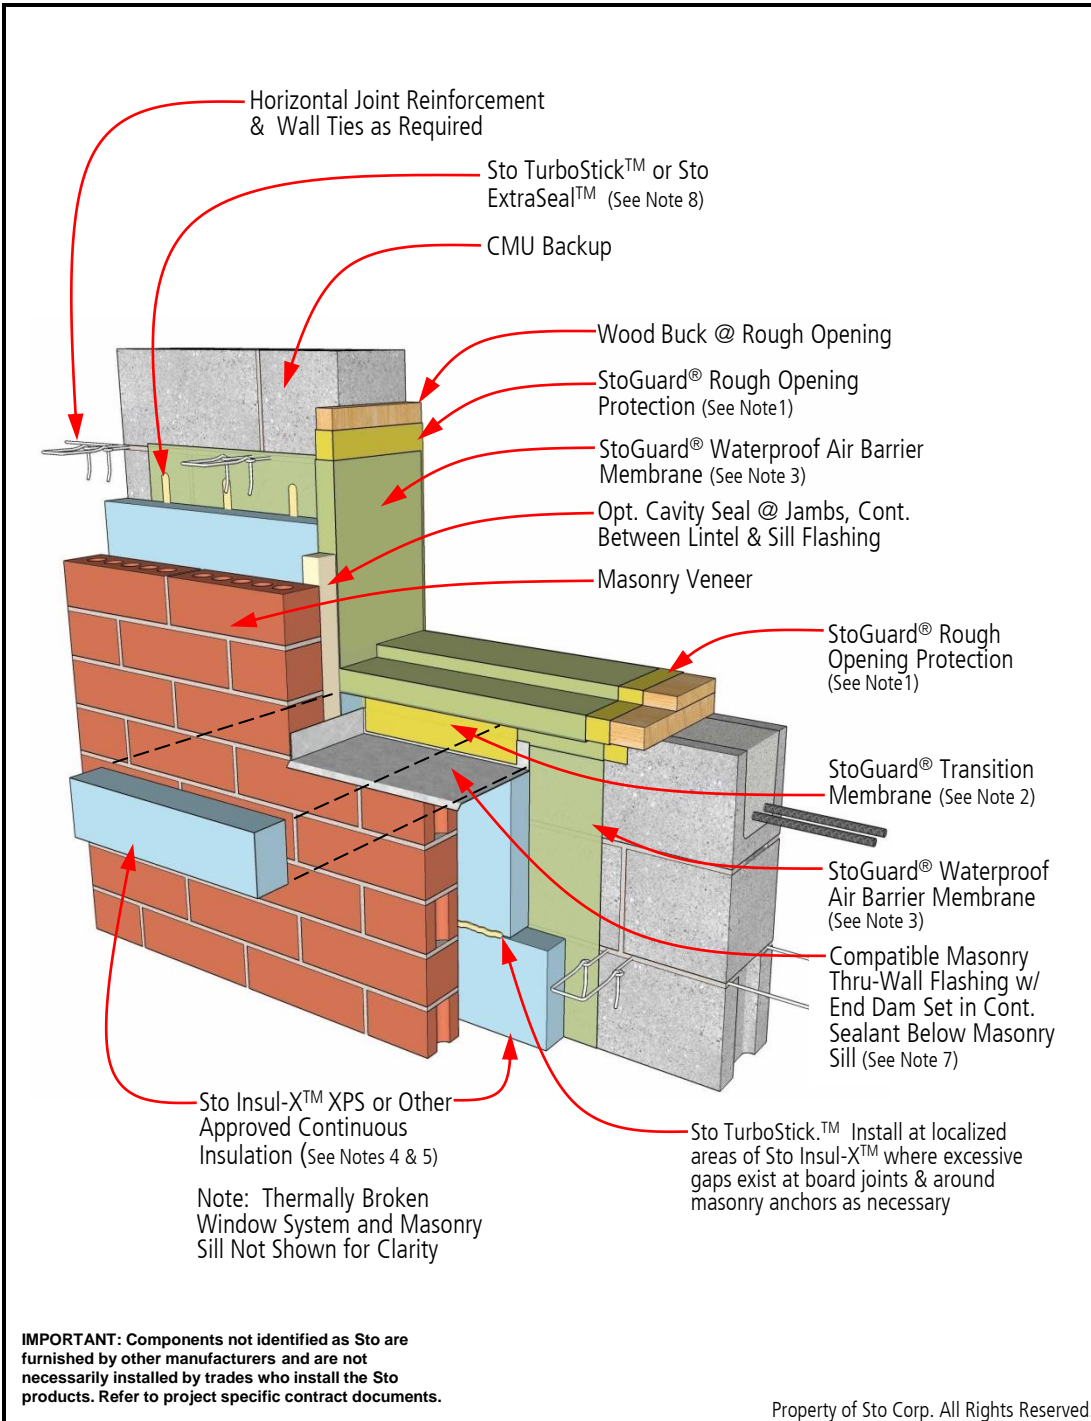 Horizontal Joint Reinforcement
& Wall Ties as Required
Sto TurboStick™ or Sto
ExtraSeal™ (See Note 8)
CMU Backup
Wood Buck @ Rough Opening
StoGuard® Rough Opening
Protection (See Note1)
StoGuard® Waterproof Air Barrier
Membrane (See Note 3)
Opt. Cavity Seal @ Jambs, Cont.
Between Lintel & Sill Flashing
Masonry Veneer
StoGuard® Rough
Opening Protection
(See Note1)
StoGuard® Transition
Membrane (See Note 2)
StoGuard® Waterproof
Air Barrier Membrane
(See Note 3)
Compatible Masonry
Thru-Wall Flashing w/
End Dam Set in Cont.
Sealant Below Masonry
Sill (See Note 7)
Sto Insul-X™ XPS or Other
Approved Continuous
Insulation (See Notes 4 & 5)
Note: Thermally Broken
Window System and Masonry
Sill Not Shown for Clarity
Sto TurboStick.™ Install at localized
areas of Sto Insul-X™ where excessive
gaps exist at board joints & around
masonry anchors as necessary
IMPORTANT: Components not identified as Sto are
furnished by other manufacturers and are not
necessarily installed by trades who install the Sto
products. Refer to project specific contract documents.
Property of Sto Corp. All Rights Reserved